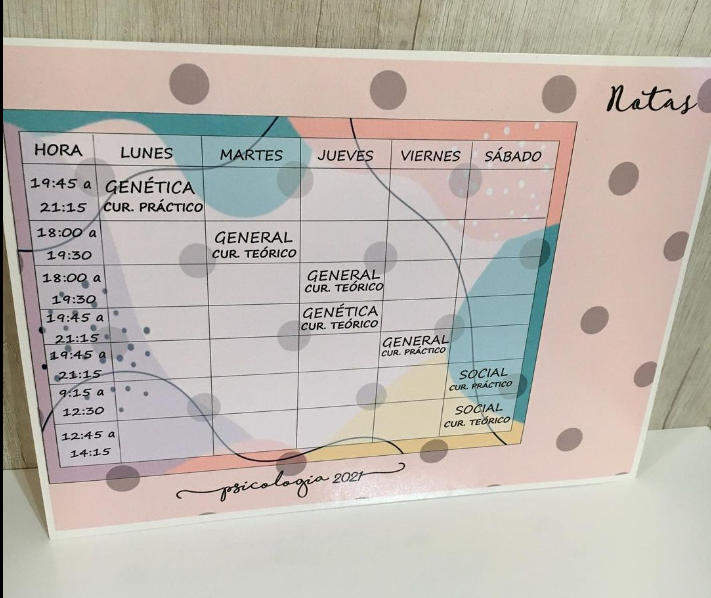 Notas
HORA LUNES MARTES JUEVES VIERNES SÁBADO
19:45 a GENÉTICA
21:15 CUR. PRÁCTICO
18:00 a GENERAL
19:30 CUR. TEÓRICO
18:00 a GENERAL
19:30 CUR. TEÓRICO
19:45 a GENÉTICA
21:15 CUR. TEÓRICO
19:45 a GENERAL
21:15 CUR. PRÁCTICO
9:15 a SOCIAL
12:30 CUR. PRÁCTICO
12:45 a SOCIAL
14:15 CUR. TEÓRICO
psicologia 2021